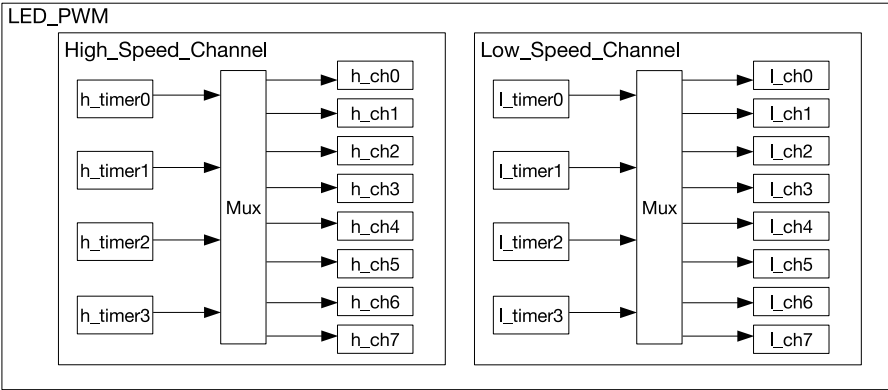 LED_PWM
High_Speed_Channel
h_timer0
h_timer1
h_timer2
h_timer3
Mux
h_ch0
h_ch1
h_ch2
h_ch3
h_ch4
h_ch5
h_ch6
h_ch7
Low_Speed_Channel
l_timer0
l_timer1
l_timer2
l_timer3
Mux
l_ch0
l_ch1
l_ch2
l_ch3
l_ch4
l_ch5
l_ch6
l_ch7